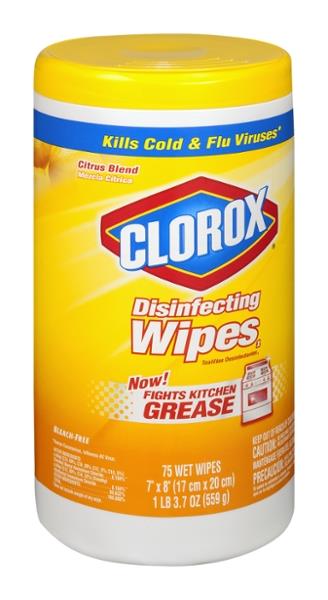 Kills Cold & Flu Viruses*
Citrus Blend
Mezcla Cítrica
CLOROX®
Disinfecting
Wipes
Toallitas Desinfectantes
Now!
FIGHTS KITCHEN
GREASE
BLEACH-FREE
75 WET WIPES
7" x 8" (17 cm x 20 cm)
1 LB 3.7 OZ (559 g)
KEEP OUT OF REACH OF
CAUTION:
PRECAUCIÓN: